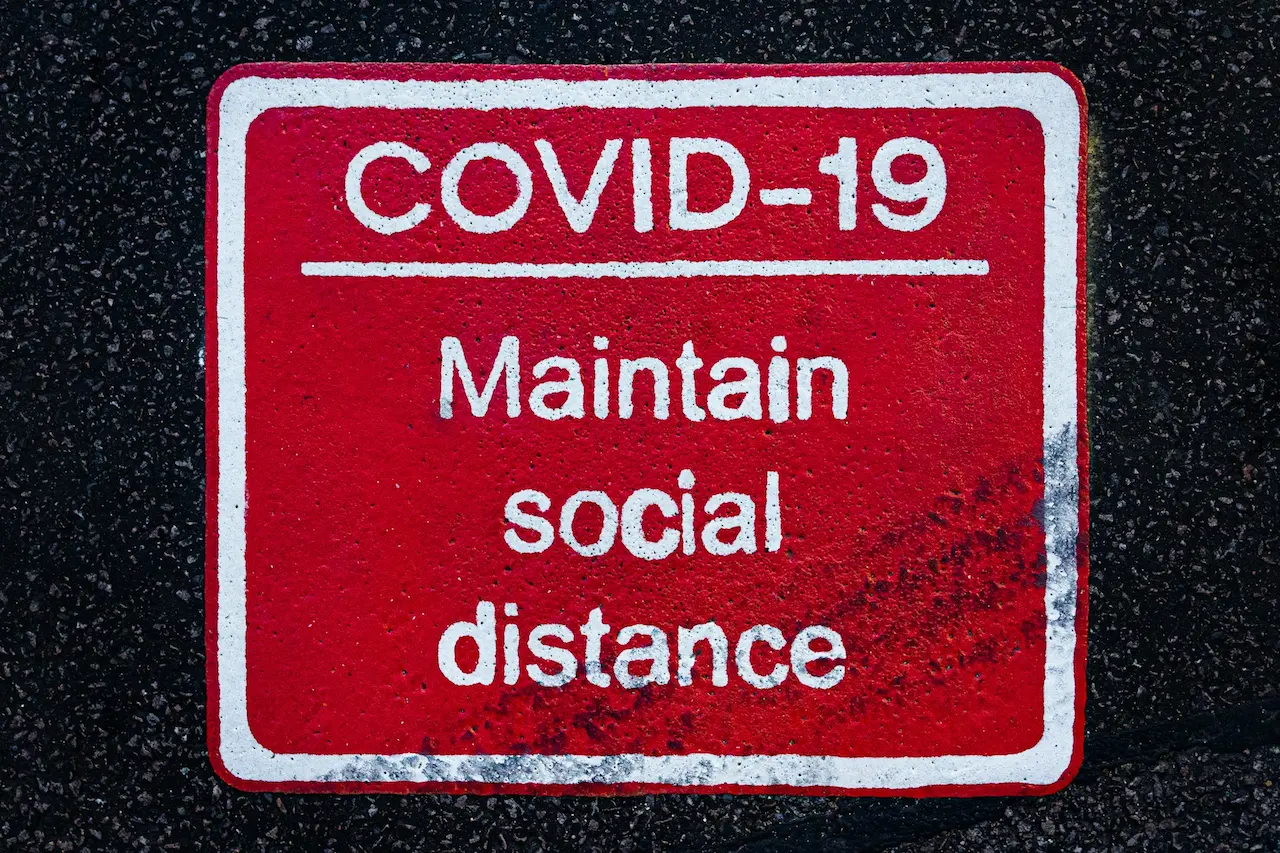 COVID-19
Maintain
social
distance